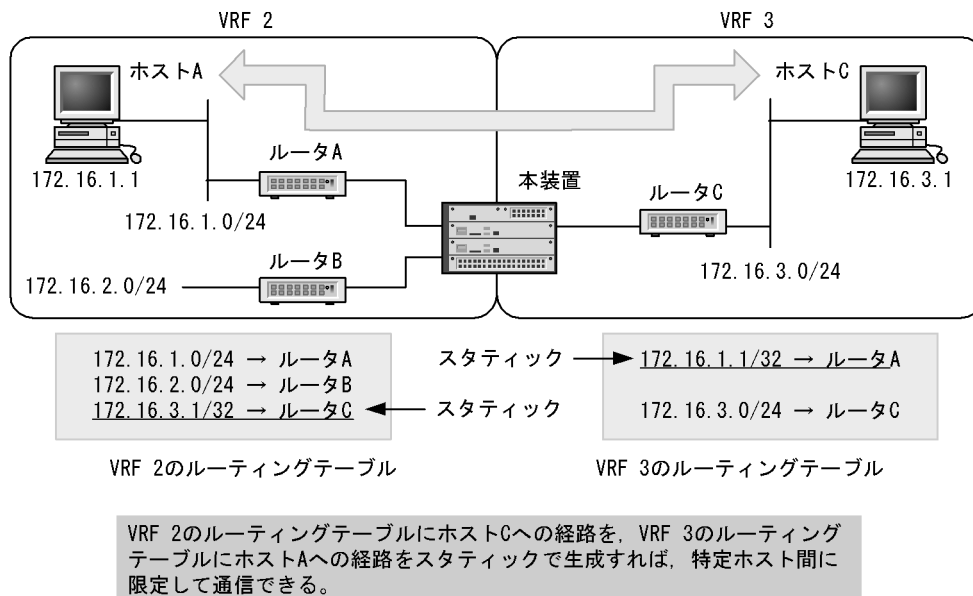 VRF 2
VRF 3
ホストA
ホストC
172.16.1.1
ルータA
本装置
ルータC
172.16.3.1
172.16.1.0/24
172.16.3.0/24
ルータB
172.16.2.0/24
172.16.1.0/24 → ルータA
172.16.2.0/24 → ルータB
172.16.3.1/32 → ルータC
スタティック
スタティック
172.16.1.1/32 → ルータA
172.16.3.0/24 → ルータC
VRF 2のルーティングテーブル
VRF 3のルーティングテーブル
VRF 2のルーティングテーブルにホストCへの経路を，VRF 3のルーティング
テーブルにホストAへの経路をスタティックで生成すれば，特定ホスト間に
限定して通信できる。